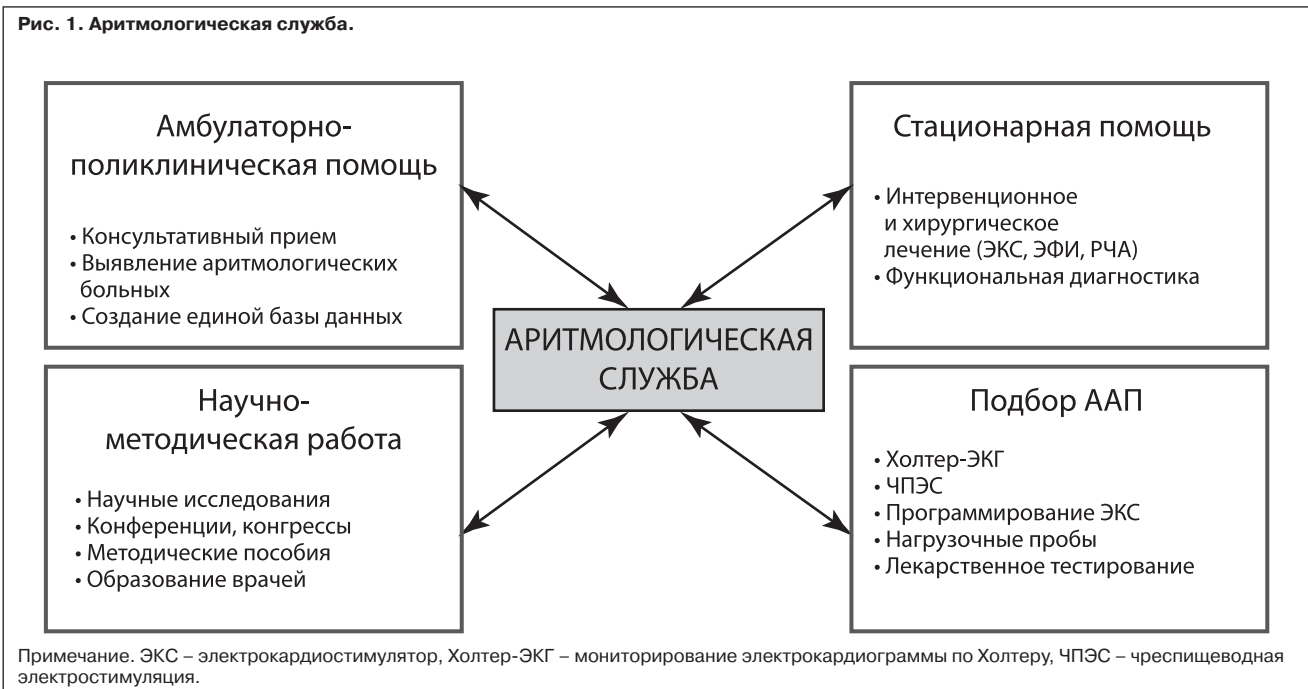 Рис. 1. Аритмологическая служба.
Амбулаторно-
поликлиническая помощь
• Консультативный прием
• Выявление аритмологических
больных
• Создание единой базы данных
Стационарная помощь
• Интервенционное
и хирургическое
лечение (ЭКС, ЭФИ, РЧА)
• Функциональная диагностика
АРИТМОЛОГИЧЕСКАЯ
СЛУЖБА
Научно-
методическая работа
• Научные исследования
• Конференции, конгрессы
• Методические пособия
• Образование врачей
Подбор ААП
• Холтер-ЭКГ
• ЧПЭС
• Программирование ЭКС
• Нагрузочные пробы
• Лекарственное тестирование
Примечание. ЭКС – электрокардиостимулятор, Холтер-ЭКГ – мониторирование электрокардиограммы по Холтеру, ЧПЭС – чреспищеводная
электростимуляция.